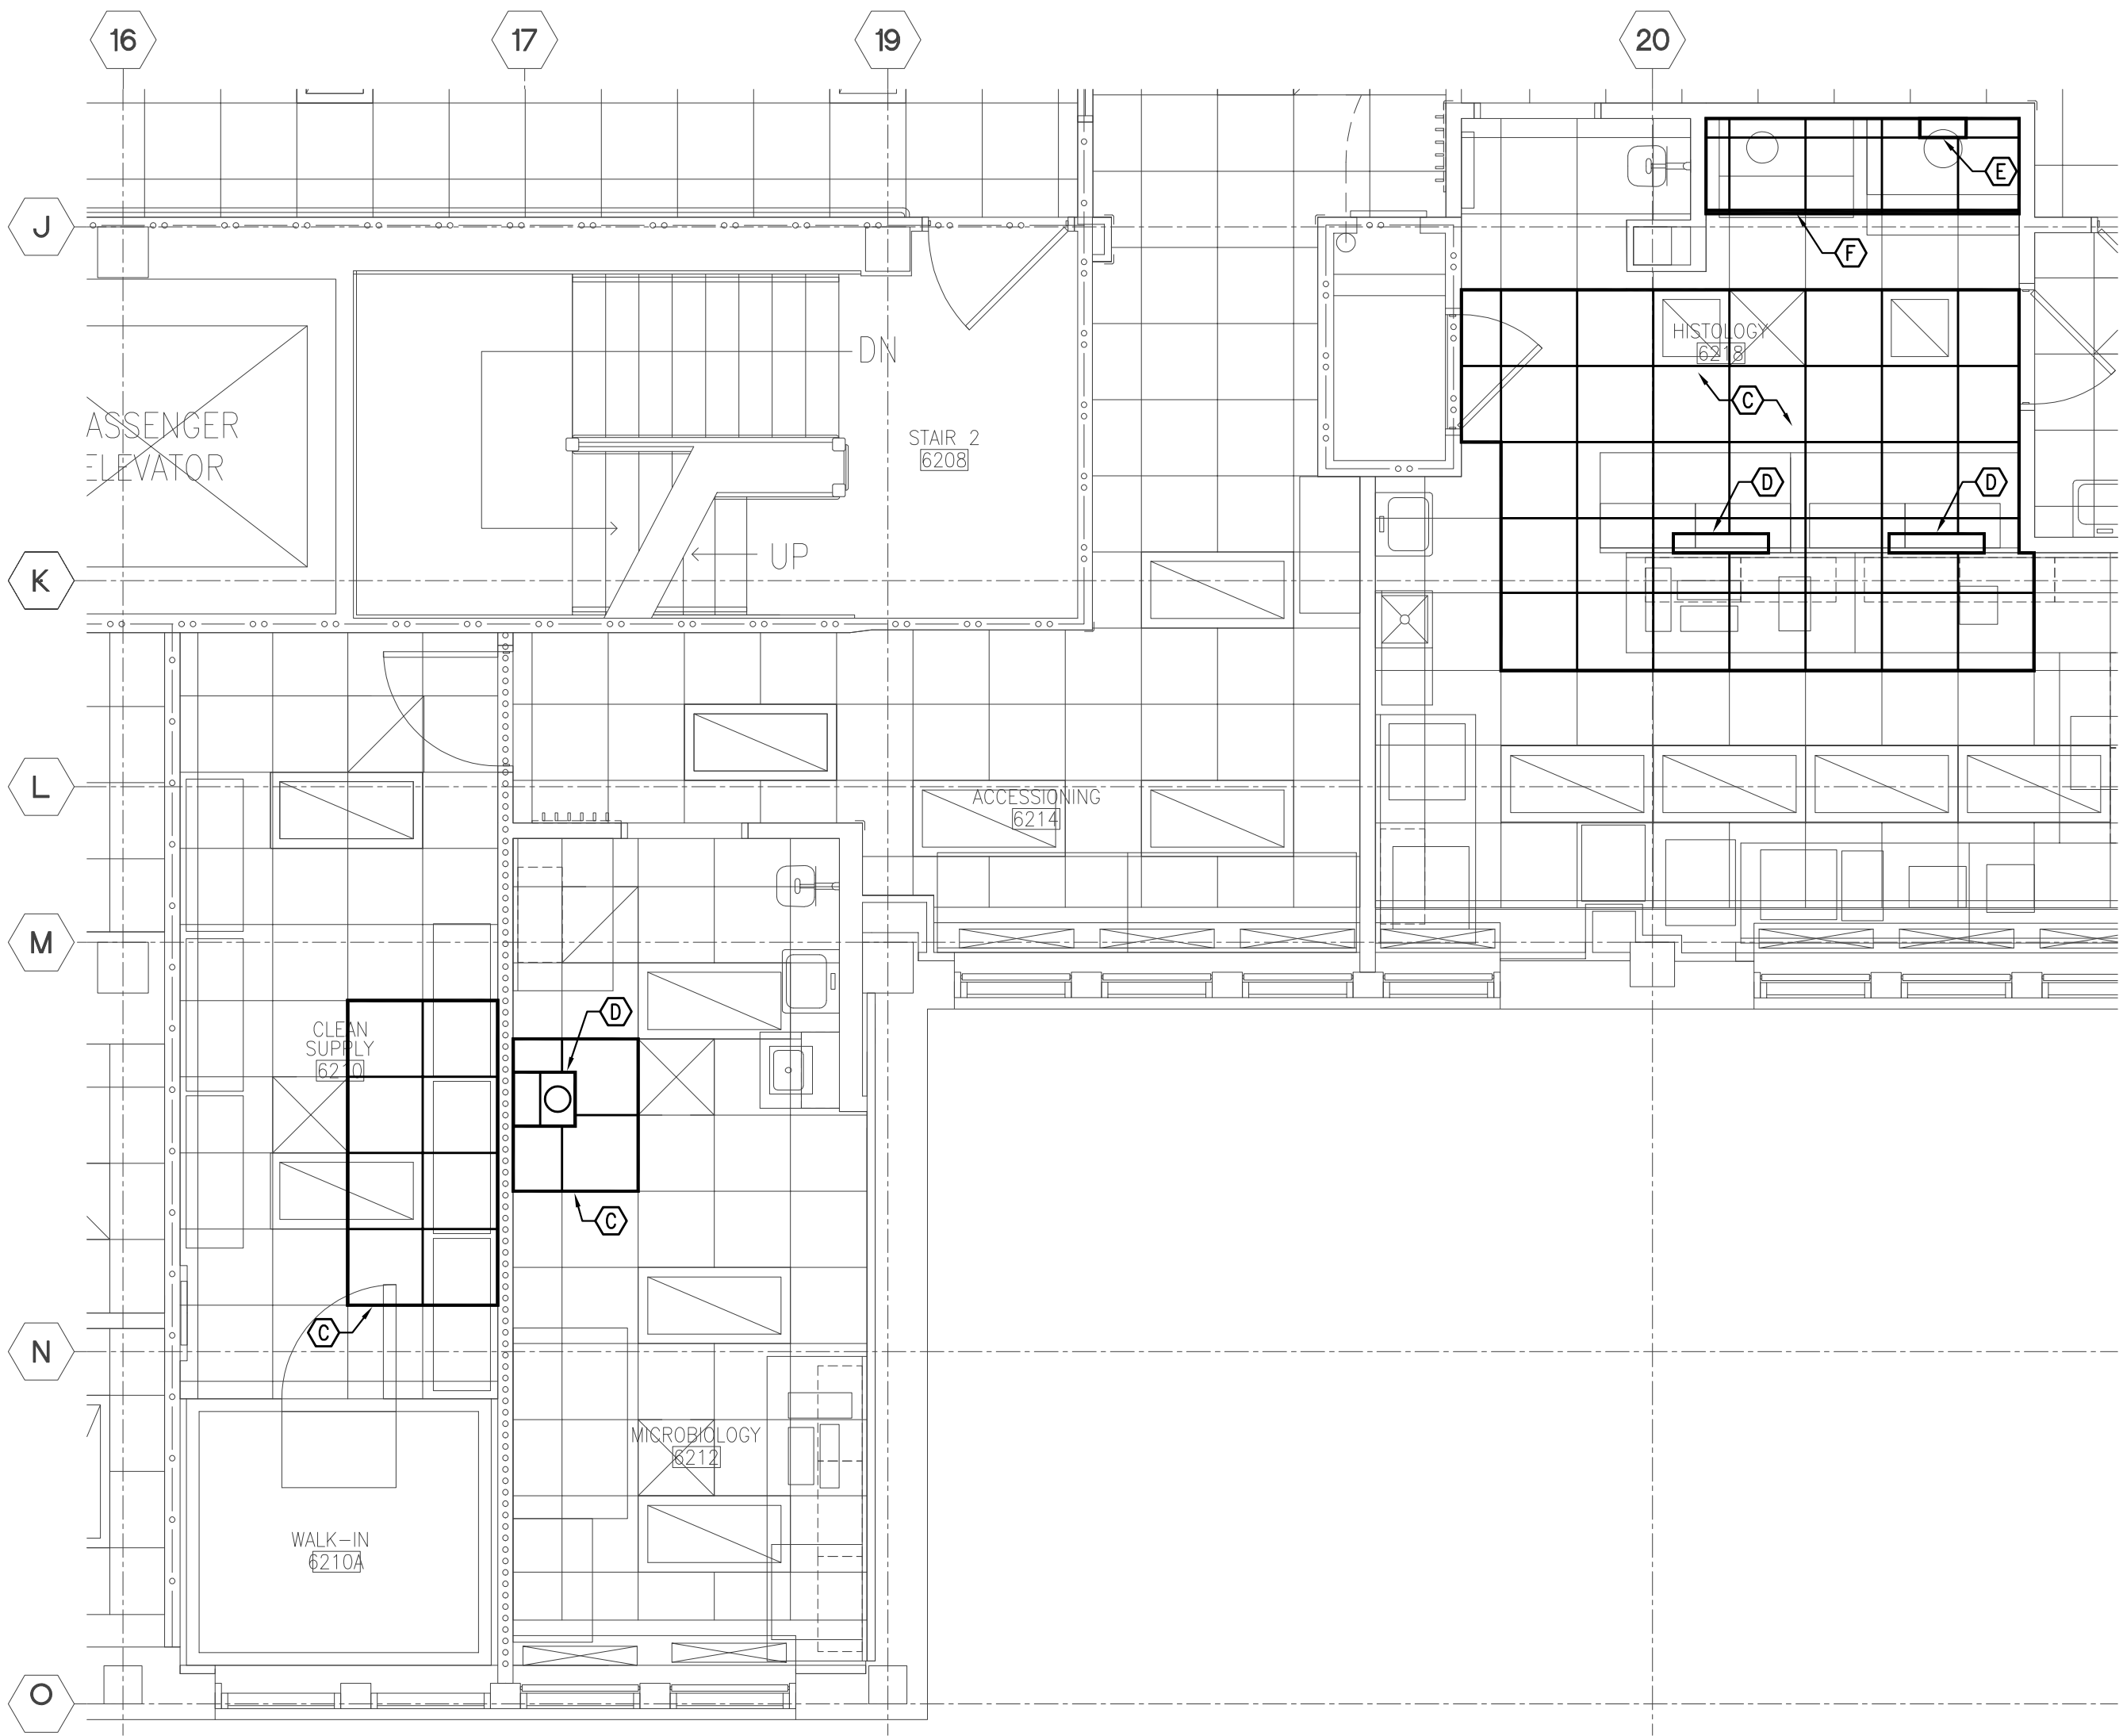 16
17
19
20
J
E
F
HISTOLOGY
6218
DN
C
ASSENGER
ELEVATOR
STAIR 2
6208
D
D
UP
K
L
ACCESSIONING
6214
M
D
CLEAN
SUPPLY
6210
C
C
N
MICROBIOLOGY
6212
WALK-IN
6210A
O